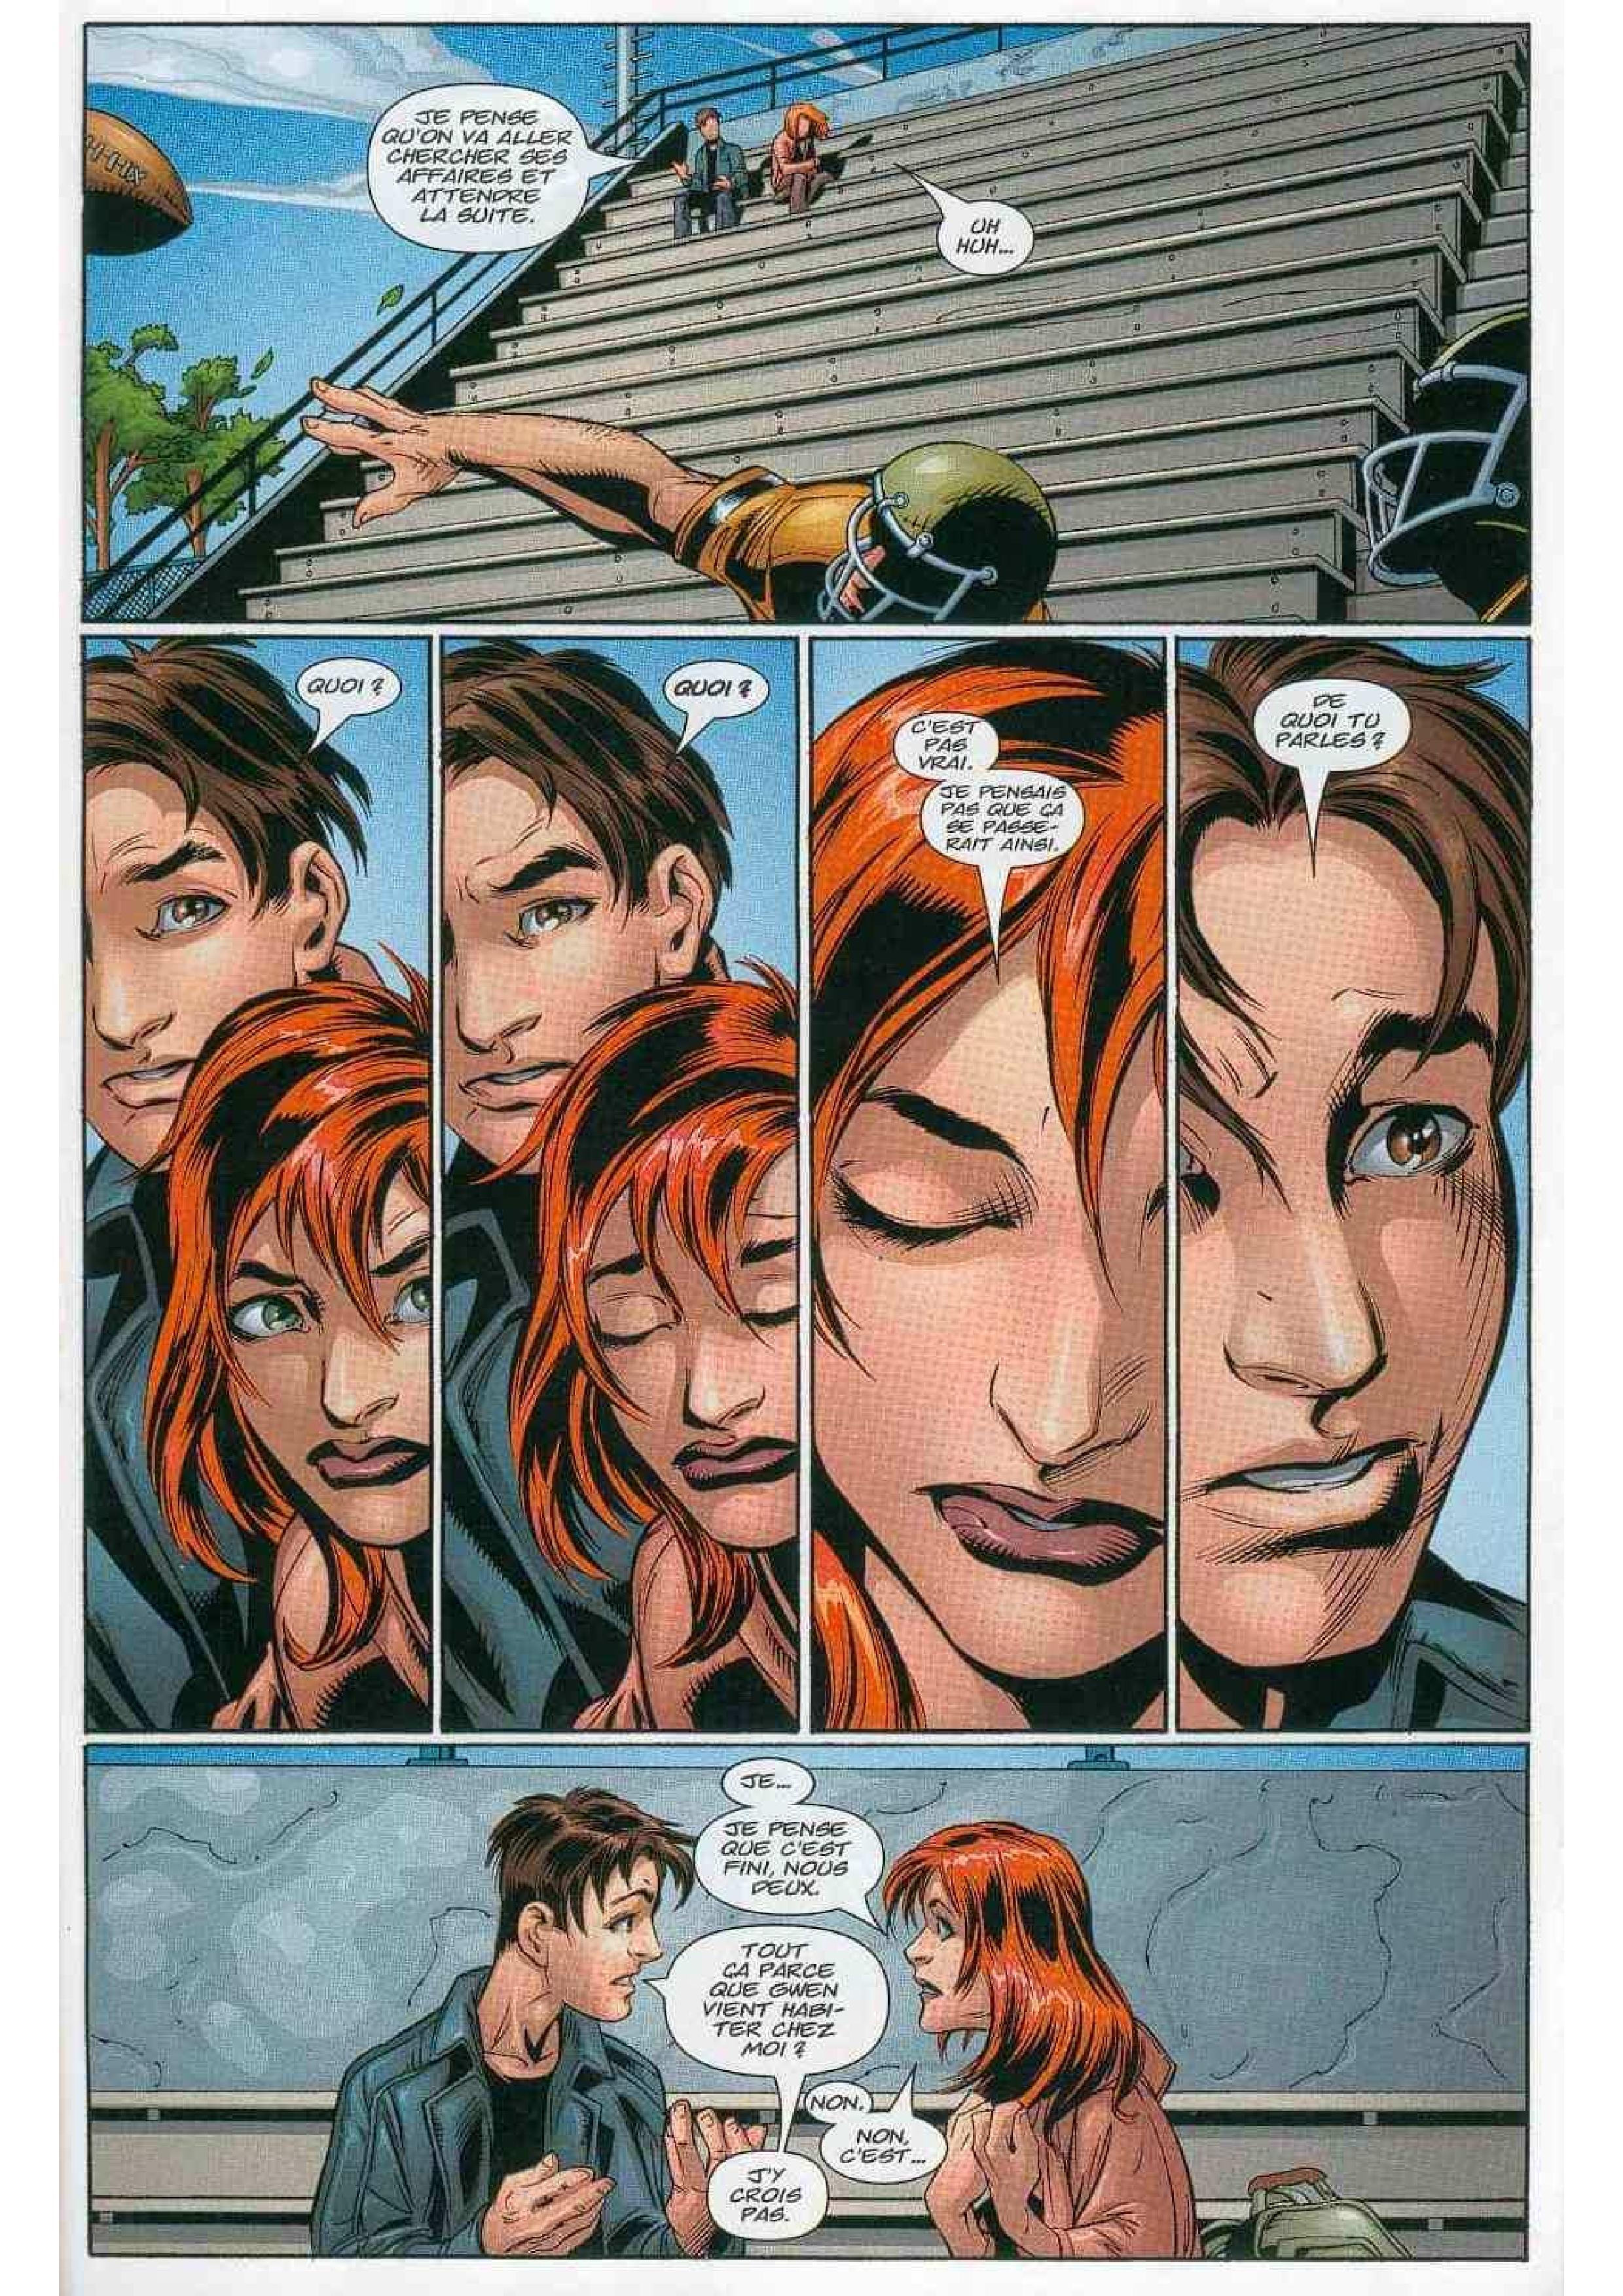 JE PENSE
QU'ON VA ALLER
CHERCHER SES
AFFAIRES ET
ATTENDRE
LA SUITE.
UH
HUH...
QUOI ?
QUOI ?
C'EST
PAS
VRAI.
JE PENSAIS
PAS QUE ÇA
SE PASSE-
RAIT AINSI.
DE
QUOI TU
PARLES ?
JE...
JE PENSE
QUE C'EST
FINI, NOUS
DEUX.
TOUT
ÇA PARCE
QUE GWEN
VIENT HABI-
TER CHEZ
MOI ?
NON.
NON,
C'EST...
J'Y
CROIS
PAS.